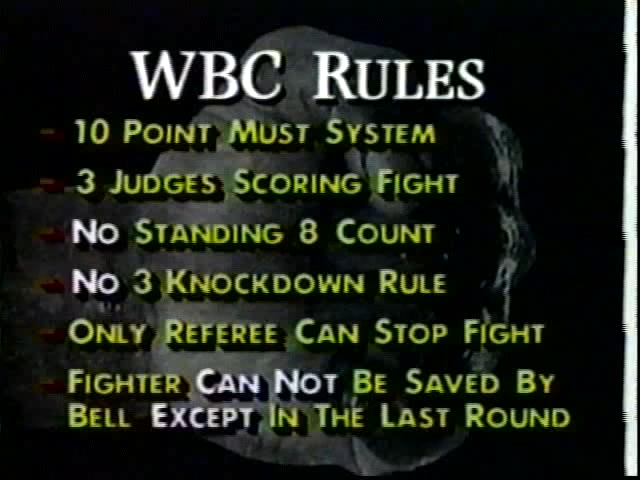 WBC RULES
- 10 POINT MUST SYSTEM
- 3 JUDGES SCORING FIGHT
- NO STANDING 8 COUNT
- NO 3 KNOCKDOWN RULE
- ONLY REFEREE CAN STOP FIGHT
- FIGHTER CAN NOT BE SAVED BY
BELL EXCEPT IN THE LAST ROUND